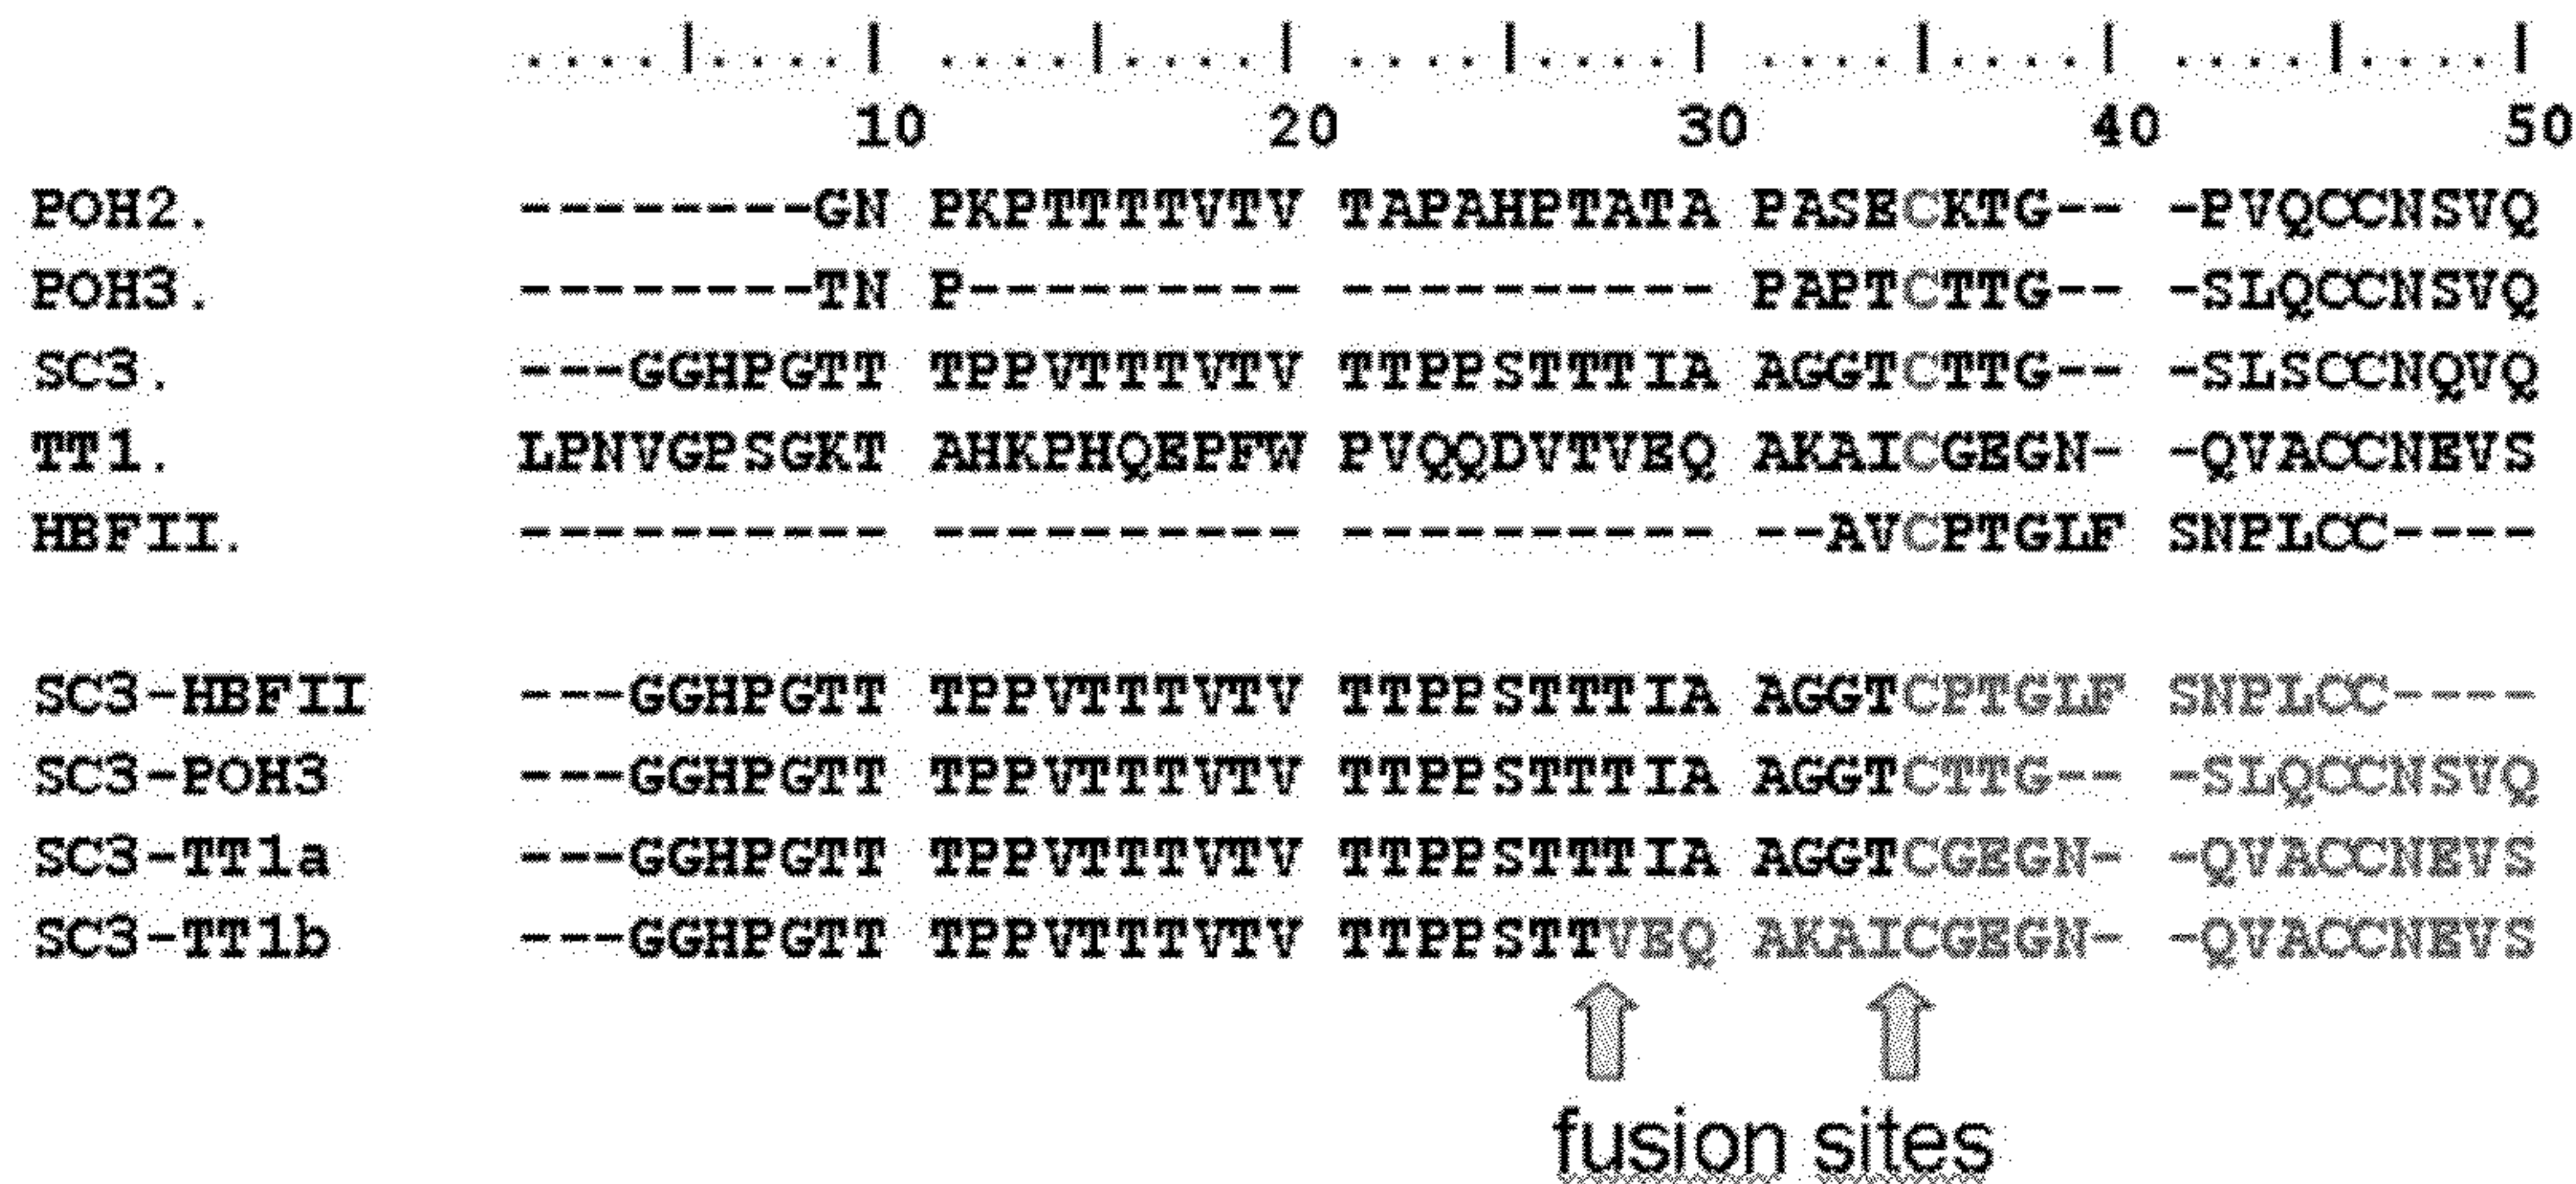 ....|....| ....|....| ....|....| ....|....| ....|....|
10 20 30 40 50
POH2. --------GN PKPTTTTVTV TAPAHPTATA PASECKTG-- -PVQCCNSVQ
POH3. --------TN P--------- ---------- PAPTCTTG-- -SLQCCNSVQ
SC3. ---GGHPGTT TPPVTTTVTV TTPPSTTTIA AGGTCTTG-- -SLSCCNQVQ
TT1. LPNVGPSGKT AHKPHQEPFW PVQQDVTVEQ AKAICGEGN- -QVACCNEVS
HBFII. ---------- ---------- ---------- --AVCPTGLF SNPLCC----
SC3-HBFII ---GGHPGTT TPPVTTTVTV TTPPSTTTIA AGGTCPTGLF SNPLCC----
SC3-POH3 ---GGHPGTT TPPVTTTVTV TTPPSTTTIA AGGTCTTG-- -SLQCCNSVQ
SC3-TT1a ---GGHPGTT TPPVTTTVTV TTPPSTTTIA AGGTCGEGN- -QVACCNEVS
SC3-TT1b ---GGHPGTT TPPVTTTVTV TTPPSTTVEQ AKAICGEGN- -QVACCNEVS
fusion sites